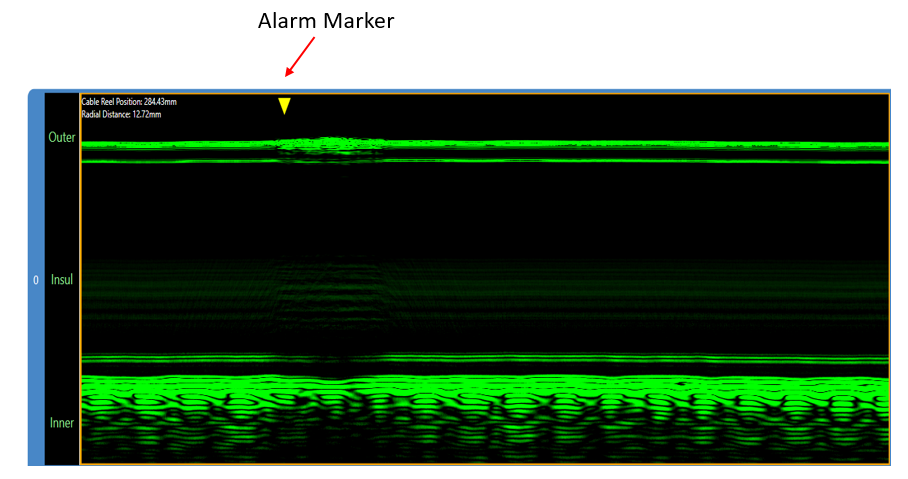 Alarm Marker
Cable Reel Position: 284.43mm
Radial Distance: 12.72mm
Outer
0 Insul
Inner